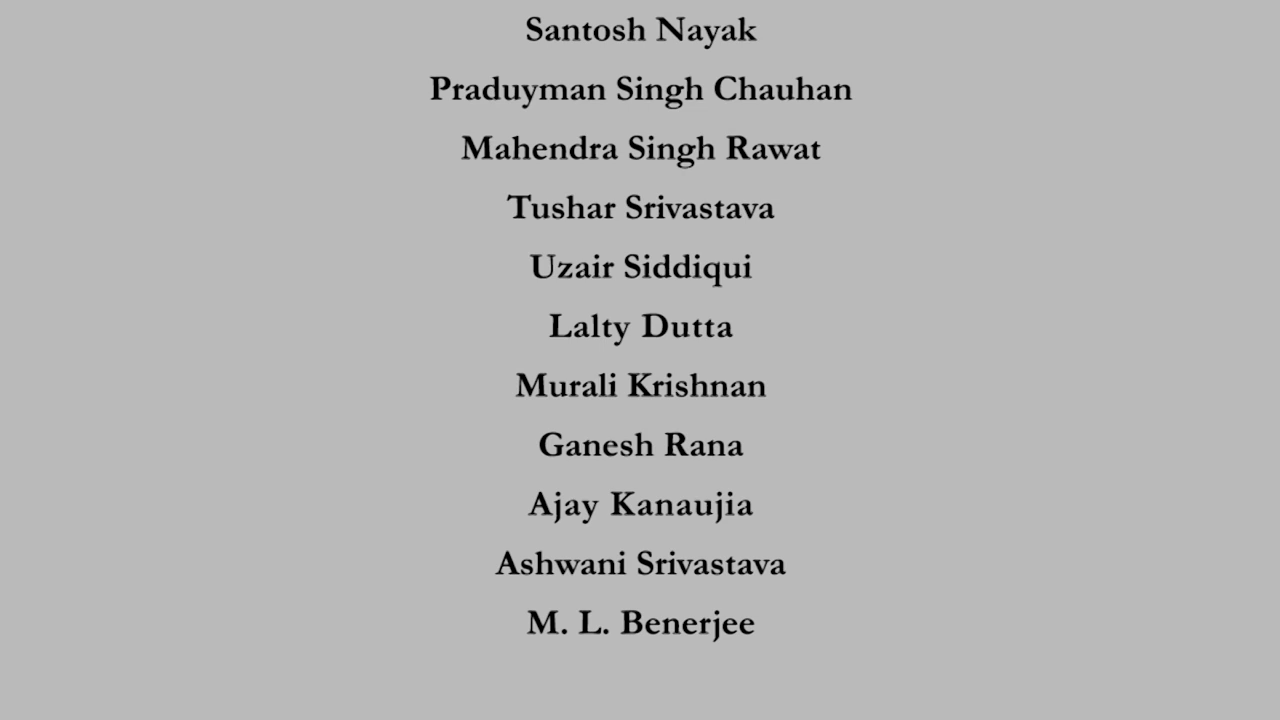 Santosh Nayak
Praduyman Singh Chauhan
Mahendra Singh Rawat
Tushar Srivastava
Uzair Siddiqui
Lalty Dutta
Murali Krishnan
Ganesh Rana
Ajay Kanaujia
Ashwani Srivastava
M. L. Benerjee